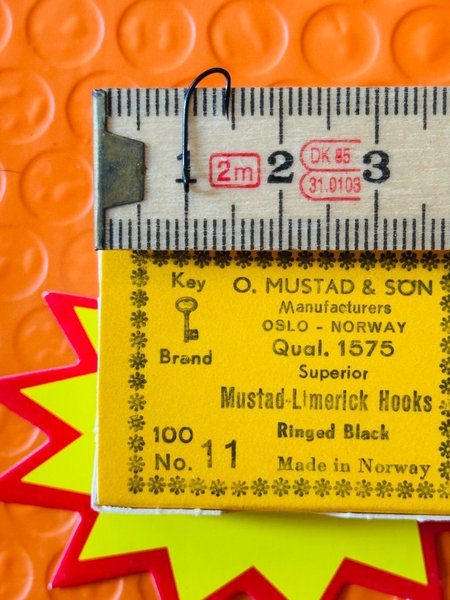 1 2m 2 DK 85 3
31.0103
Key
Brand
O. MUSTAD & SØN
Manufacturers
OSLO - NORWAY
Qual. 1575
Superior
Mustad-Limerick Hooks
100
No. 11
Ringed Black
Made in Norway